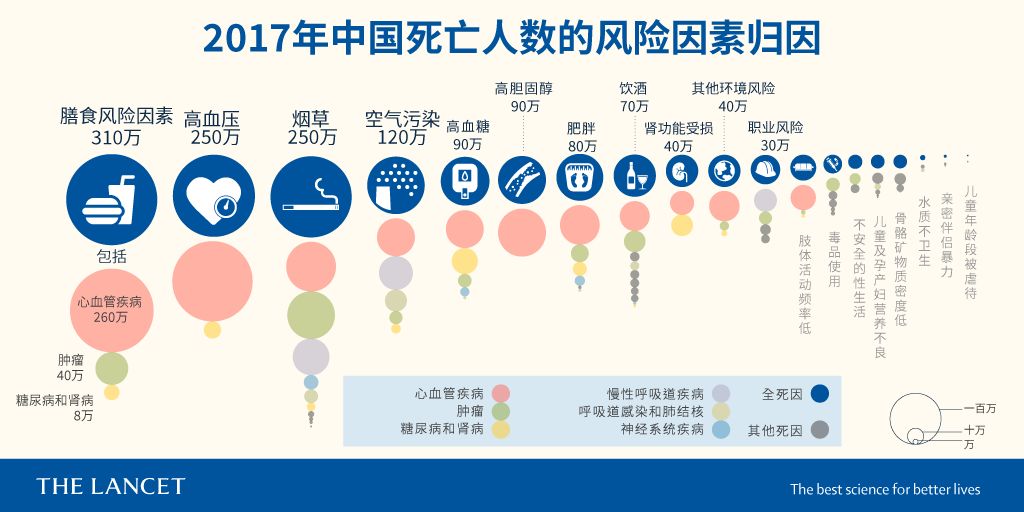 2017年中国死亡人数的风险因素归因
膳食风险因素
310万
高血压
250万
烟草
250万
空气污染
120万
高血糖
90万
高胆固醇
90万
肥胖
80万
饮酒
70万
肾功能受损
40万
其他环境风险
40万
职业风险
30万
肢体活动频率低
毒品使用
不安全的性生活
儿童及孕产妇营养不良
骨骼矿物质密度低
水质不卫生
亲密伴侣暴力
儿童年龄段被虐待
包括
心血管疾病
260万
肿瘤
40万
糖尿病和肾病
8万
心血管疾病
肿瘤
糖尿病和肾病
慢性呼吸道疾病
呼吸道感染和肺结核
神经系统疾病
全死因
其他死因
一百万
十万
万
THE LANCET
The best science for better lives